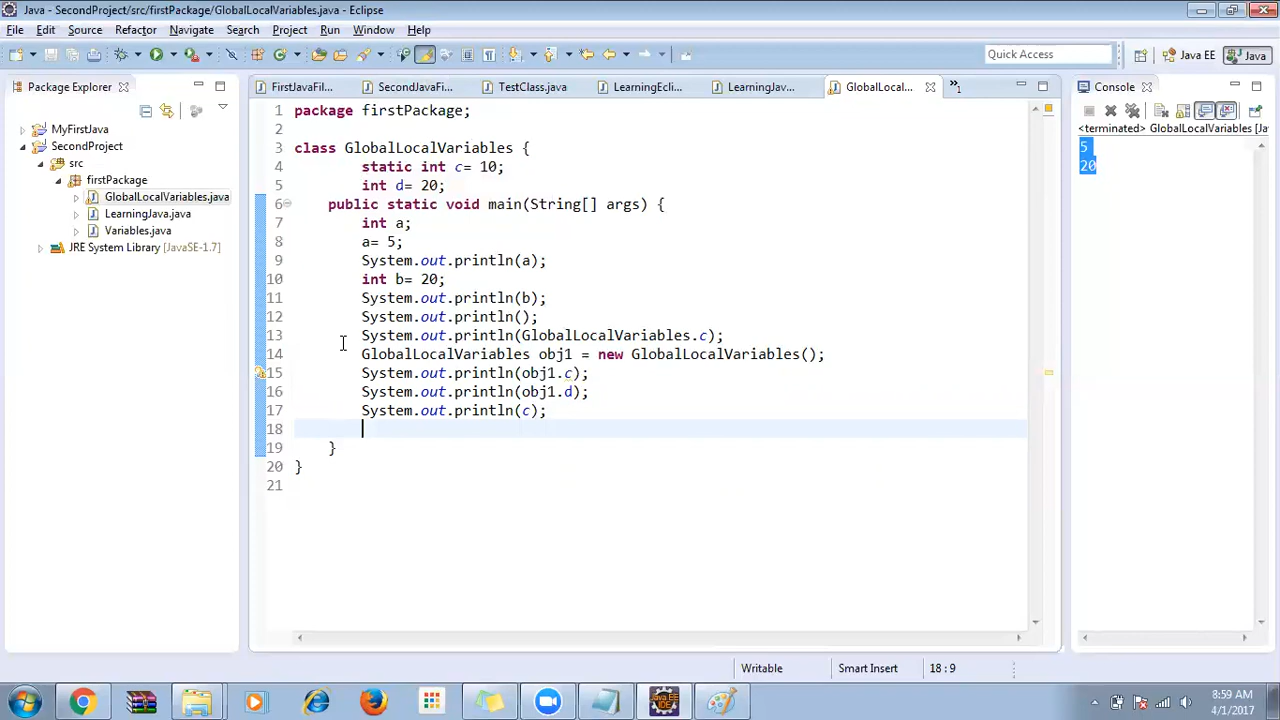 Java - SecondProject/src/firstPackage/GlobalLocalVariables.java - Eclipse
File Edit Source Refactor Navigate Search Project Run Window Help
Quick Access Java EE Java
Package Explorer
FirstJavaFil... SecondJavaFi... TestClass.java LearningEcli... LearningJav... GlobalLocal... »1
Console
MyFirstJava
SecondProject
src
firstPackage
GlobalLocalVariables.java
LearningJava.java
Variables.java
JRE System Library [JavaSE-1.7]
1 package firstPackage;
2
3 class GlobalLocalVariables {
4 static int c= 10;
5 int d= 20;
6 public static void main(String[] args) {
7 int a;
8 a= 5;
9 System.out.println(a);
10 int b= 20;
11 System.out.println(b);
12 System.out.println();
13 System.out.println(GlobalLocalVariables.c);
14 GlobalLocalVariables obj1 = new GlobalLocalVariables();
15 System.out.println(obj1.c);
16 System.out.println(obj1.d);
17 System.out.println(c);
18
19 }
20 }
21
<terminated> GlobalLocalVariables [Ja
5
20
Writable Smart Insert 18 : 9
Java EE
IDE
8:59 AM
4/1/2017